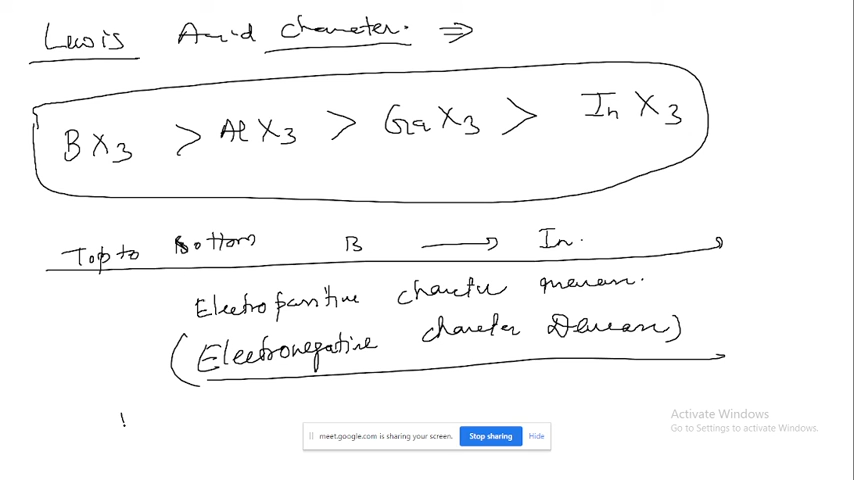 Lewis Acid character. ⇒
BX3 > AlX3 > GaX3 > InX3
Top to Bottom B ⟶ In.
Electropositive character increases.
(Electronegative character Decreases)
Activate Windows
Go to Settings to activate Windows.
meet.google.com is sharing your screen. Stop sharing Hide